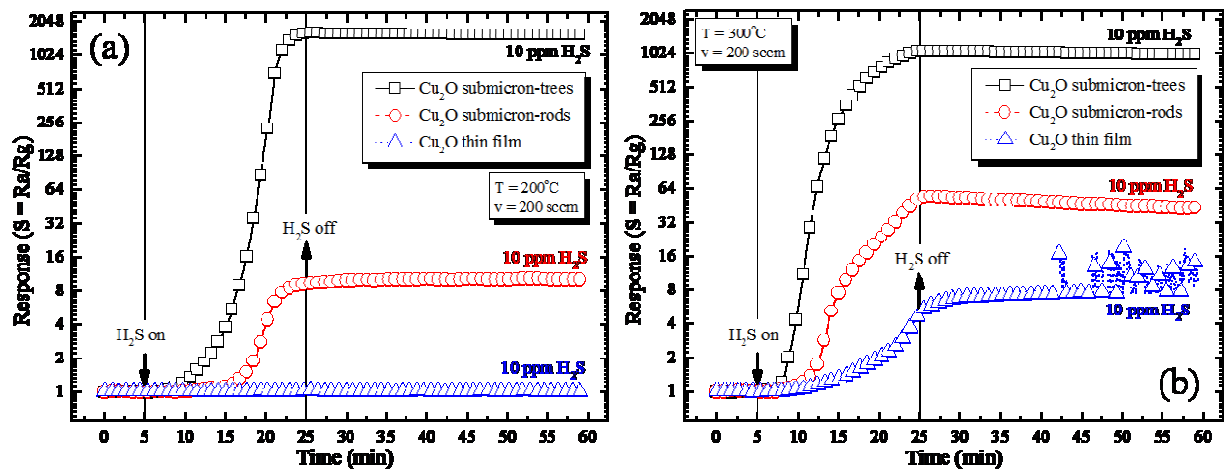 (a)
Response (S = Ra/Rg)
2048
1024
512
256
128
64
32
16
8
4
2
1
10 ppm H₂S
Cu₂O submicron-trees
Cu₂O submicron-rods
Cu₂O thin film
T = 200°C
v = 200 sccm
H₂S off
10 ppm H₂S
H₂S on
10 ppm H₂S
0 5 10 15 20 25 30 35 40 45 50 55 60
Time (min)
(b)
Response (S = Ra/Rg)
2048
1024
512
256
128
64
32
16
8
4
2
1
T = 300°C
v = 200 sccm
10 ppm H₂S
Cu₂O submicron-trees
Cu₂O submicron-rods
Cu₂O thin film
10 ppm H₂S
H₂S off
10 ppm H₂S
H₂S on
0 5 10 15 20 25 30 35 40 45 50 55 60
Time (min)